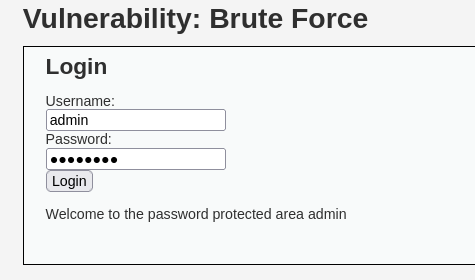 Vulnerability: Brute Force
Login
Username:
admin
Password:
●●●●●●●●
Login
Welcome to the password protected area admin